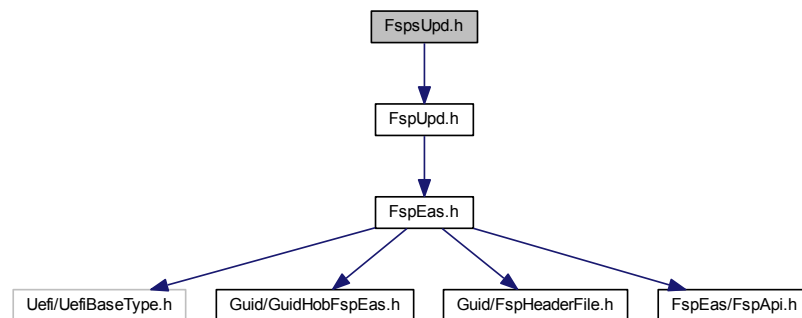 FspsUpd.h
FspUpd.h
FspEas.h
Uefi/UefiBaseType.h
Guid/GuidHobFspEas.h
Guid/FspHeaderFile.h
FspEas/FspApi.h